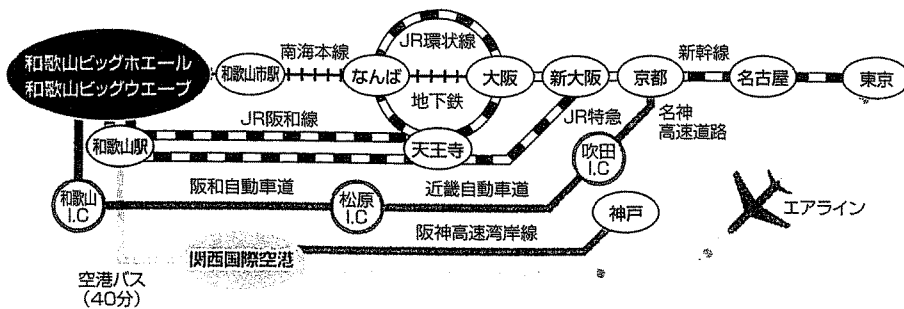 和歌山ビッグホエール
和歌山ビッグウエーブ
和歌山市駅
南海本線
なんば
JR環状線
地下鉄
大阪
新大阪
京都
新幹線
名古屋
東京
JR阪和線
和歌山駅
天王寺
JR特急
名神
高速道路
吹田
I.C
和歌山
I.C
阪和自動車道
松原
I.C
近畿自動車道
神戸
阪神高速湾岸線
エアライン
関西国際空港
空港バス
(40分)